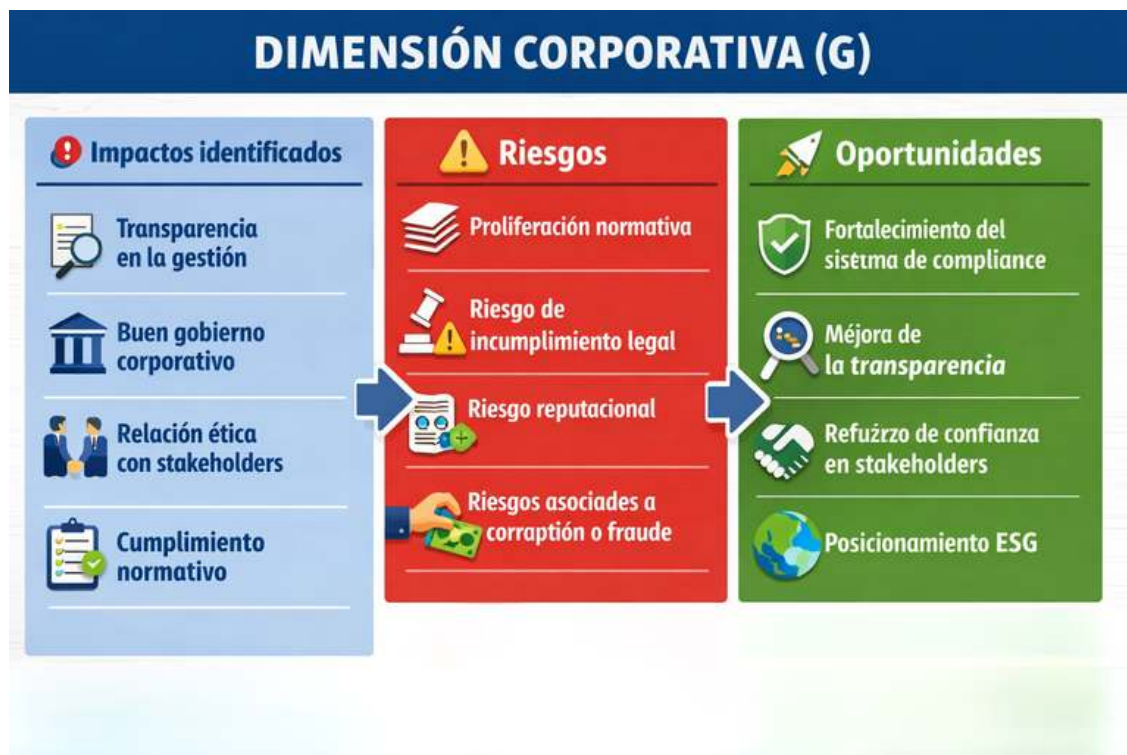 DIMENSIÓN CORPORATIVA (G)
Impactos identificados
Transparencia
en la gestión
Buen gobierno
corporativo
Relación ética
con stakeholders
Cumplimiento
normativo
Riesgos
Proliferación normativa
Riesgo de
incumplimiento legal
Riesgo reputacional
Riesgos asociades a
corraptión o fraude
Oportunidades
Fortalecimiento del
sisɛtma de compliance
Méjora de
la transparencia
Refuźrzo de confianza
en stakeholders
Posicionamiento ESG